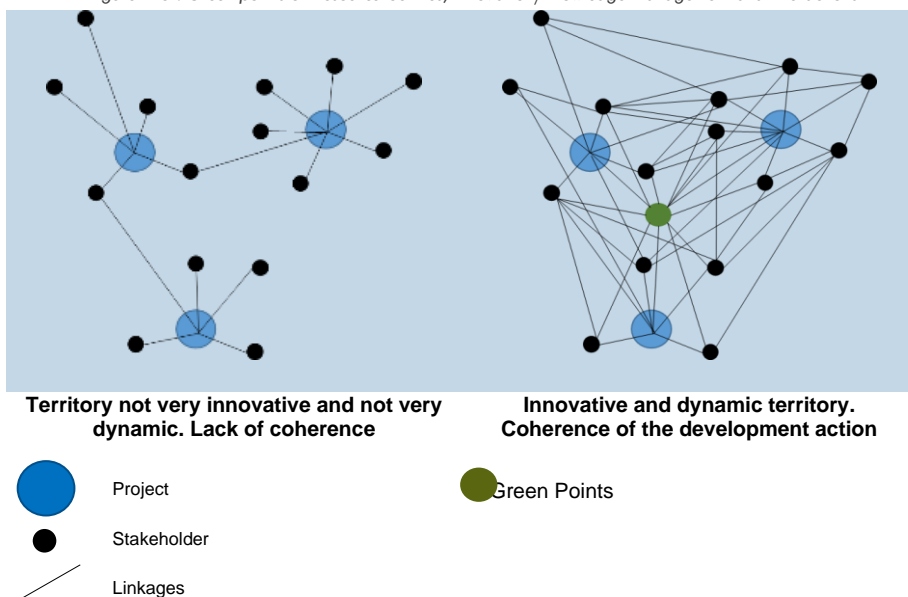 Territory not very innovative and not very
dynamic. Lack of coherence
Innovative and dynamic territory.
Coherence of the development action
Project
Green Points
Stakeholder
Linkages